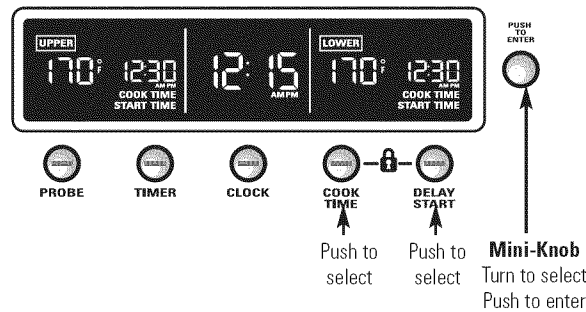 PUSH
TO
ENTER
UPPER
170°F 12:30
AM PM
COOK TIME
START TIME
12:15
AM PM
LOWER
170°F 12:30
AM PM
COOK TIME
START TIME
PROBE TIMER CLOCK COOK TIME DELAY START
Push to select
Push to select
Mini-Knob
Turn to select
Push to enter